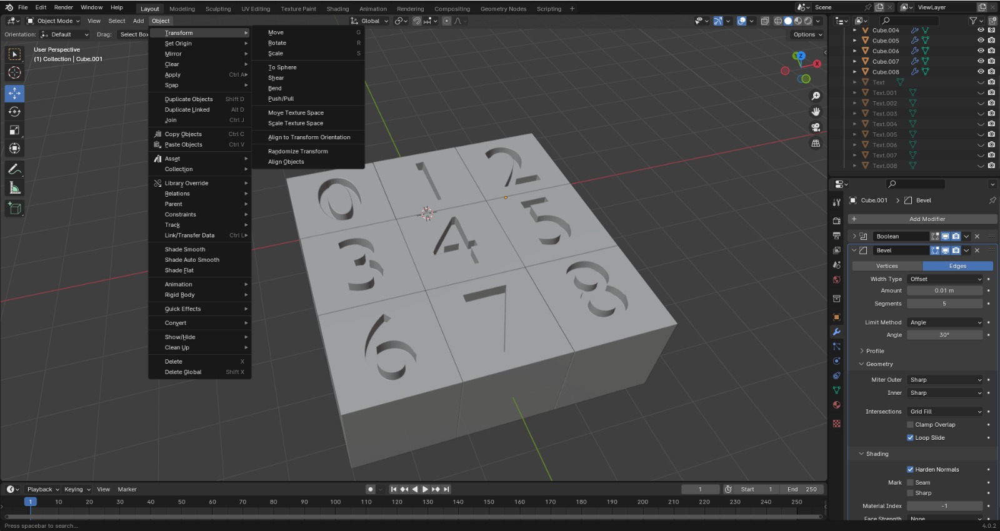 File Edit Render Window Help Layout Modeling Sculpting UV Editing Texture Paint Shading Animation Rendering Compositing Geometry Nodes Scripting + Scene ViewLayer
Object Mode View Select Add Object Global
Orientation: Default Drag: Select Box Options
User Perspective
(1) Collection | Cube.001
Transform
Set Origin
Mirror
Clear
Apply Ctrl A
Snap
Duplicate Objects Shift D
Duplicate Linked Alt D
Join Ctrl J
Copy Objects Ctrl C
Paste Objects Ctrl V
Asset
Collection
Library Override
Relations
Parent
Constraints
Track
Link/Transfer Data Ctrl L
Shade Smooth
Shade Auto Smooth
Shade Flat
Animation
Rigid Body
Quick Effects
Convert
Show/Hide
Clean Up
Delete X
Delete Global Shift X
Move G
Rotate R
Scale S
To Sphere
Shear
Bend
Push/Pull
Move Texture Space
Scale Texture Space
Align to Transform Orientation
Randomize Transform
Align Objects
Z
X
0 1 2
3 4 5
6 7 8
Cube.004
Cube.005
Cube.006
Cube.007
Cube.008
Text
Text.001
Text.002
Text.003
Text.004
Text.005
Text.006
Text.007
Text.008
Cube.001 > Bevel
+ Add Modifier
Boolean
Bevel
Vertices Edges
Width Type Offset
Amount 0.01 m
Segments 5
Limit Method Angle
Angle 30°
Profile
Geometry
Miter Outer Sharp
Inner Sharp
Intersections Grid Fill
Clamp Overlap
Loop Slide
Shading
Harden Normals
Mark Seam
Sharp
Material Index -1
Face Strength None
Playback Keying View Marker 1 Start 1 End 250
1 10 20 30 40 50 60 70 80 90 100 110 120 130 140 150 160 170 180 190 200 210 220 230 240 250
Press spacebar to search... 4.0.2